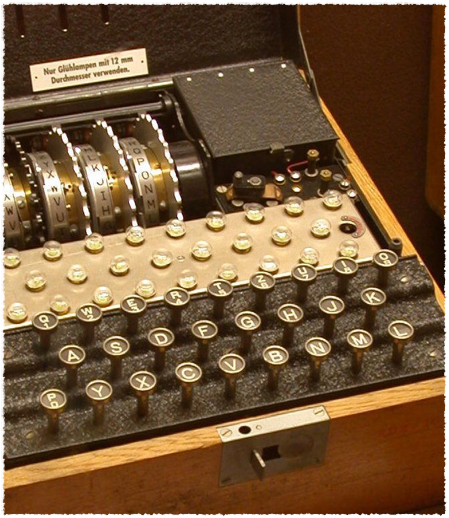 Nur Glühlampen mit 12 mm
Durchmesser verwenden.
X W V U
L K J I H
Q P O N M
Q W E R T Z U I O
A S D F G H J K
P Y X C V B N M L